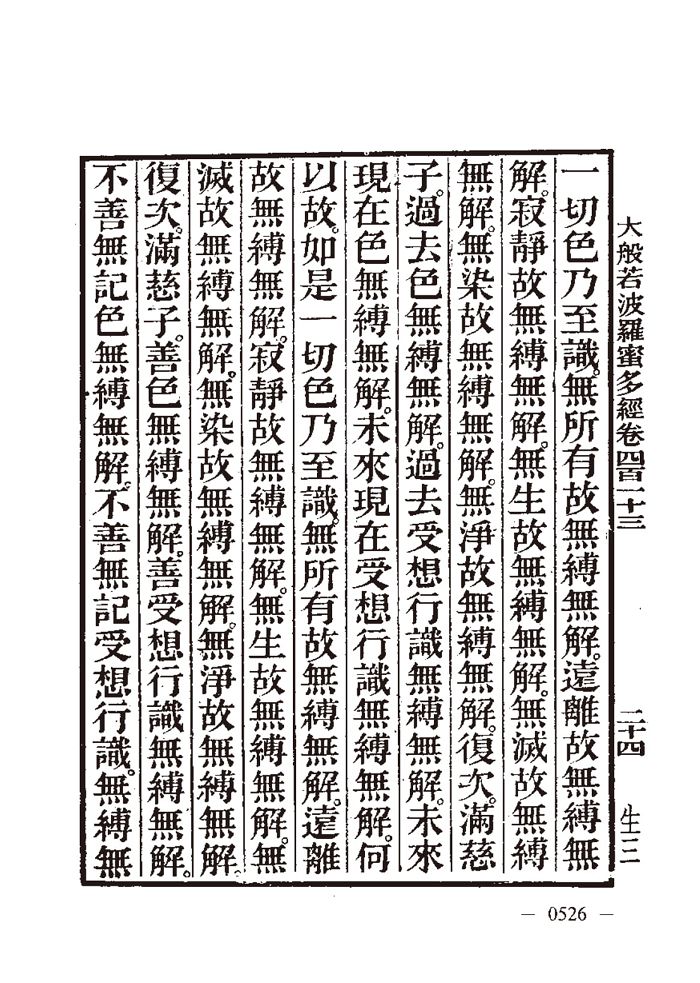 大般若波羅蜜多經卷四百一十三 二十四 生三
一切色乃至識。無所有故無縛無解。遠離故無縛無
解。寂靜故無縛無解。無生故無縛無解。無滅故無縛
無解。無染故無縛無解。無淨故無縛無解。復次。滿慈
子。過去色無縛無解。過去受想行識無縛無解。未來
現在色無縛無解。未來現在受想行識無縛無解。何
以故。如是一切色乃至識。無所有故無縛無解。遠離
故無縛無解。寂靜故無縛無解。無生故無縛無解。無
滅故無縛無解。無染故無縛無解。無淨故無縛無解。
復次。滿慈子。善色無縛無解。善受想行識無縛無解。
不善無記色無縛無解。不善無記受想行識。無縛無
— 0526 —